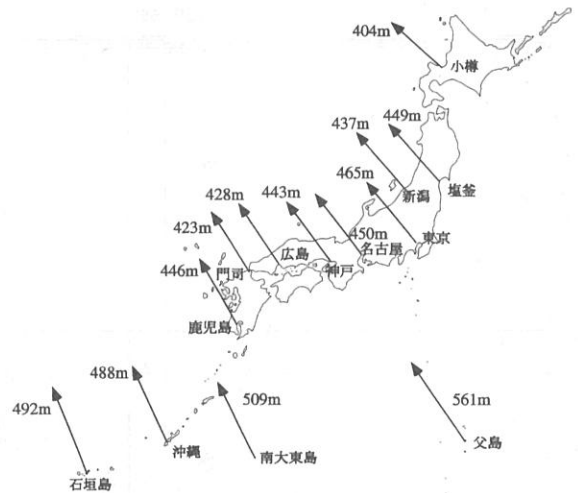 404m
小樽
449m
437m
465m
新潟
塩釜
443m
428m
423m
450m
広島
名古屋
東京
446m
門司
神戸
鹿児島
488m
509m
561m
492m
沖縄
南大東島
父島
石垣島